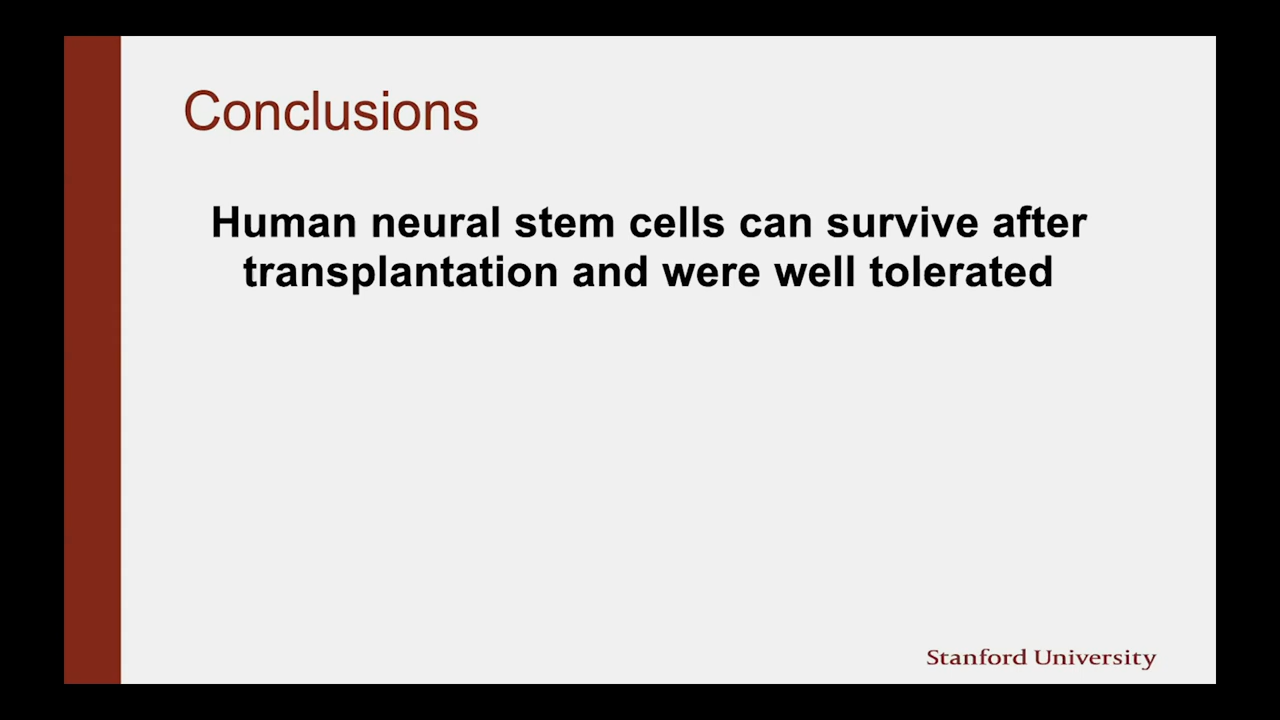 Conclusions
Human neural stem cells can survive after
transplantation and were well tolerated
Stanford University